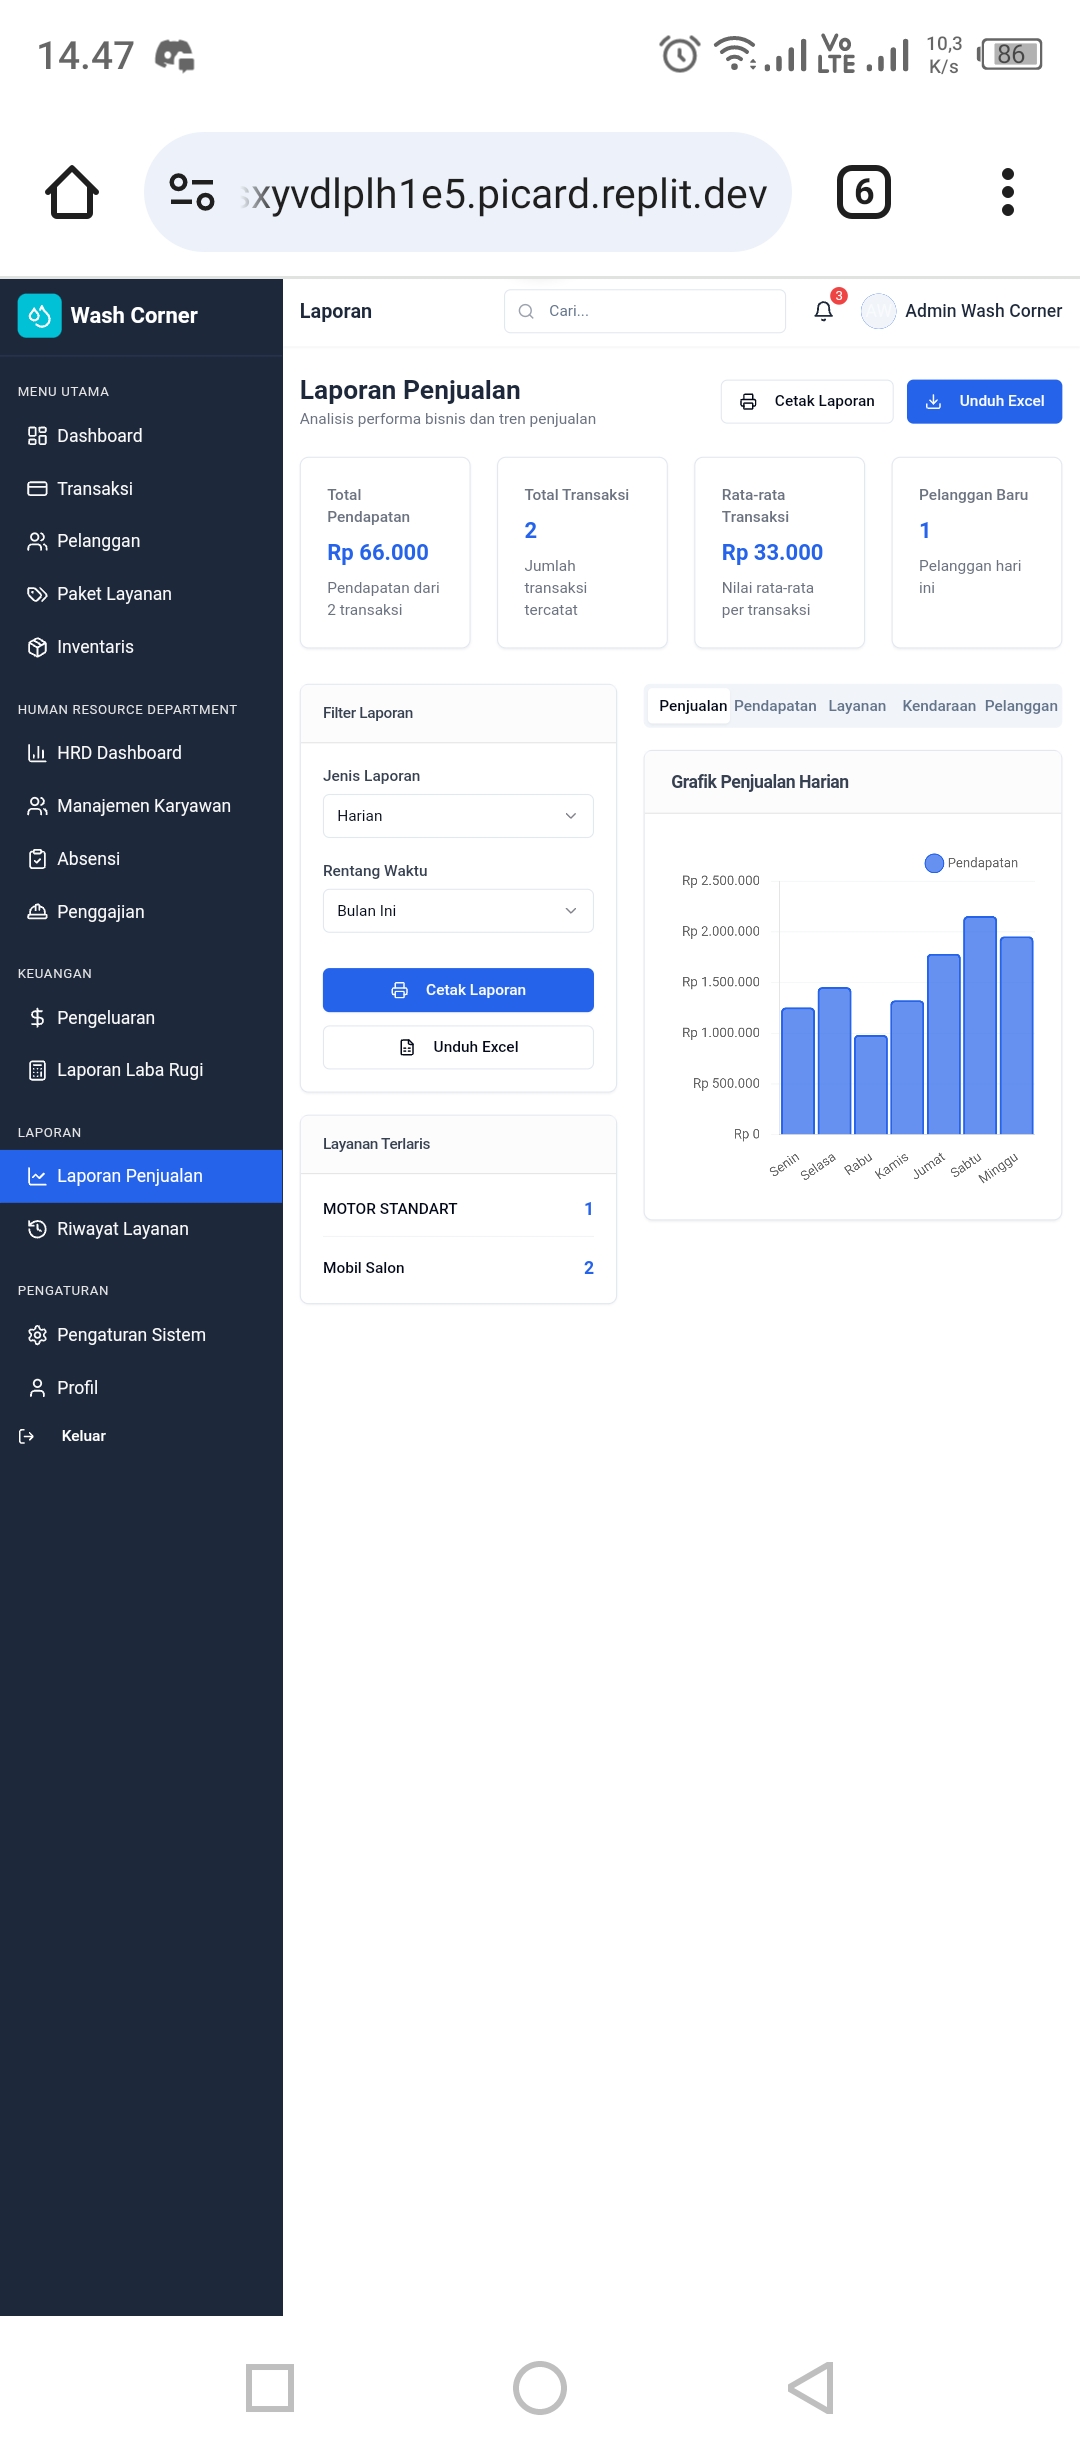 14.47
Vo
LTE
10,3
K/s
86
xyvdlplh1e5.picard.replit.dev
6
Wash Corner
Laporan
Cari...
3
Admin Wash Corner
MENU UTAMA
Dashboard
Transaksi
Pelanggan
Paket Layanan
Inventaris
HUMAN RESOURCE DEPARTMENT
HRD Dashboard
Manajemen Karyawan
Absensi
Penggajian
KEUANGAN
Pengeluaran
Laporan Laba Rugi
LAPORAN
Laporan Penjualan
Riwayat Layanan
PENGATURAN
Pengaturan Sistem
Profil
Keluar
Laporan Penjualan
Analisis performa bisnis dan tren penjualan
Cetak Laporan
Unduh Excel
Total
Pendapatan
Rp 66.000
Pendapatan dari
2 transaksi
Total Transaksi
2
Jumlah
transaksi
tercatat
Rata-rata
Transaksi
Rp 33.000
Nilai rata-rata
per transaksi
Pelanggan Baru
1
Pelanggan hari
ini
Filter Laporan
Jenis Laporan
Harian
Rentang Waktu
Bulan Ini
Cetak Laporan
Unduh Excel
Layanan Terlaris
MOTOR STANDART 1
Mobil Salon 2
Penjualan Pendapatan Layanan Kendaraan Pelanggan
Grafik Penjualan Harian
Pendapatan
Rp 2.500.000
Rp 2.000.000
Rp 1.500.000
Rp 1.000.000
Rp 500.000
Rp 0
Senin Selasa Rabu Kamis Jumat Sabtu Minggu